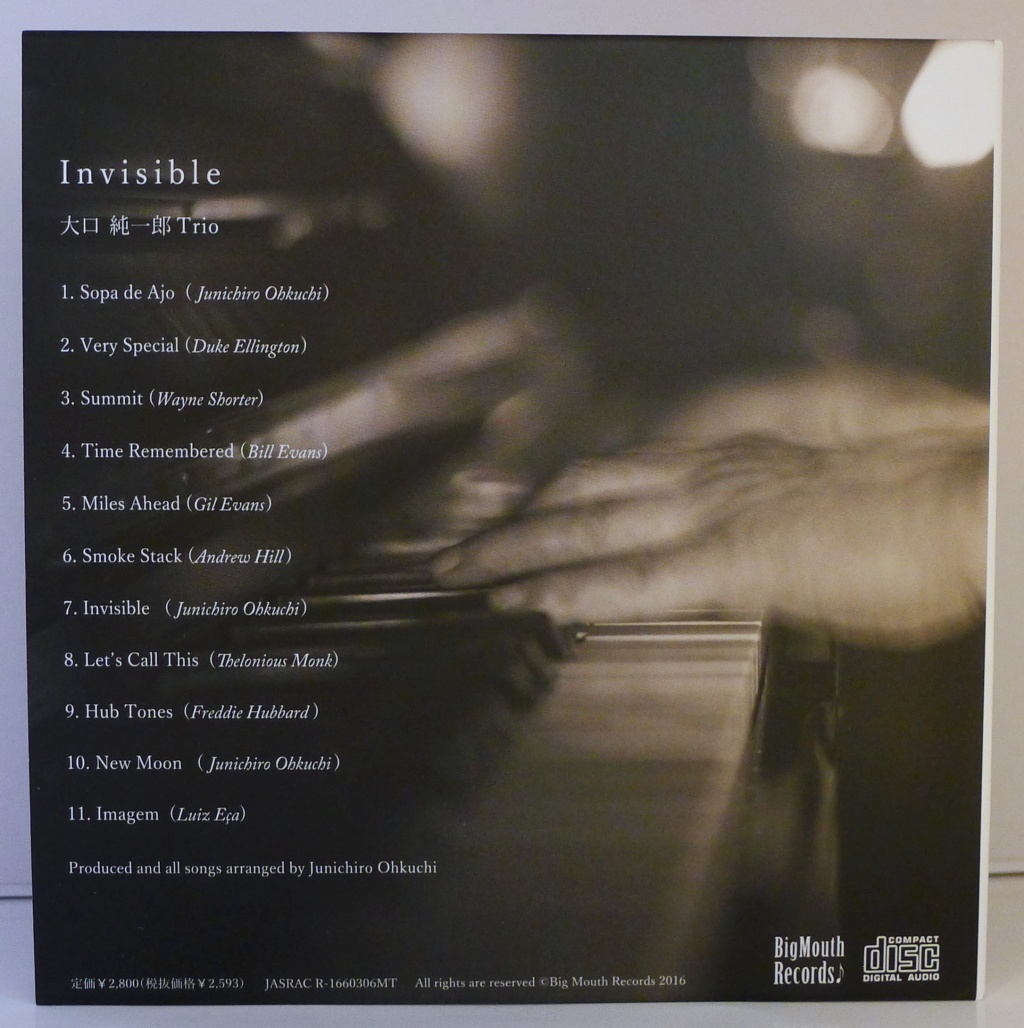 Invisible
大口 純一郎 Trio
1. Sopa de Ajo ( Junichiro Ohkuchi)
2. Very Special (Duke Ellington)
3. Summit (Wayne Shorter)
4. Time Remembered (Bill Evans)
5. Miles Ahead (Gil Evans)
6. Smoke Stack (Andrew Hill)
7. Invisible ( Junichiro Ohkuchi)
8. Let's Call This (Thelonious Monk)
9. Hub Tones (Freddie Hubbard )
10. New Moon ( Junichiro Ohkuchi)
11. Imagem (Luiz Eça)
Produced and all songs arranged by Junichiro Ohkuchi
定価¥2,800(税抜価格¥2,593) JASRAC R-1660306MT All rights are reserved ©Big Mouth Records 2016
BigMouth
Records♪
COMPACT
disc
DIGITAL AUDIO